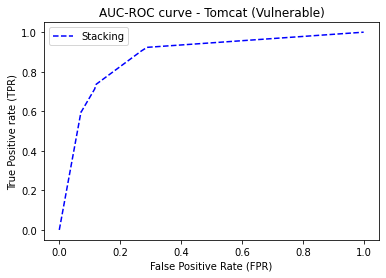 AUC-ROC curve - Tomcat (Vulnerable)
Stacking
1.0
0.8
0.6
0.4
0.2
0.0
True Positive rate (TPR)
0.0 0.2 0.4 0.6 0.8 1.0
False Positive Rate (FPR)